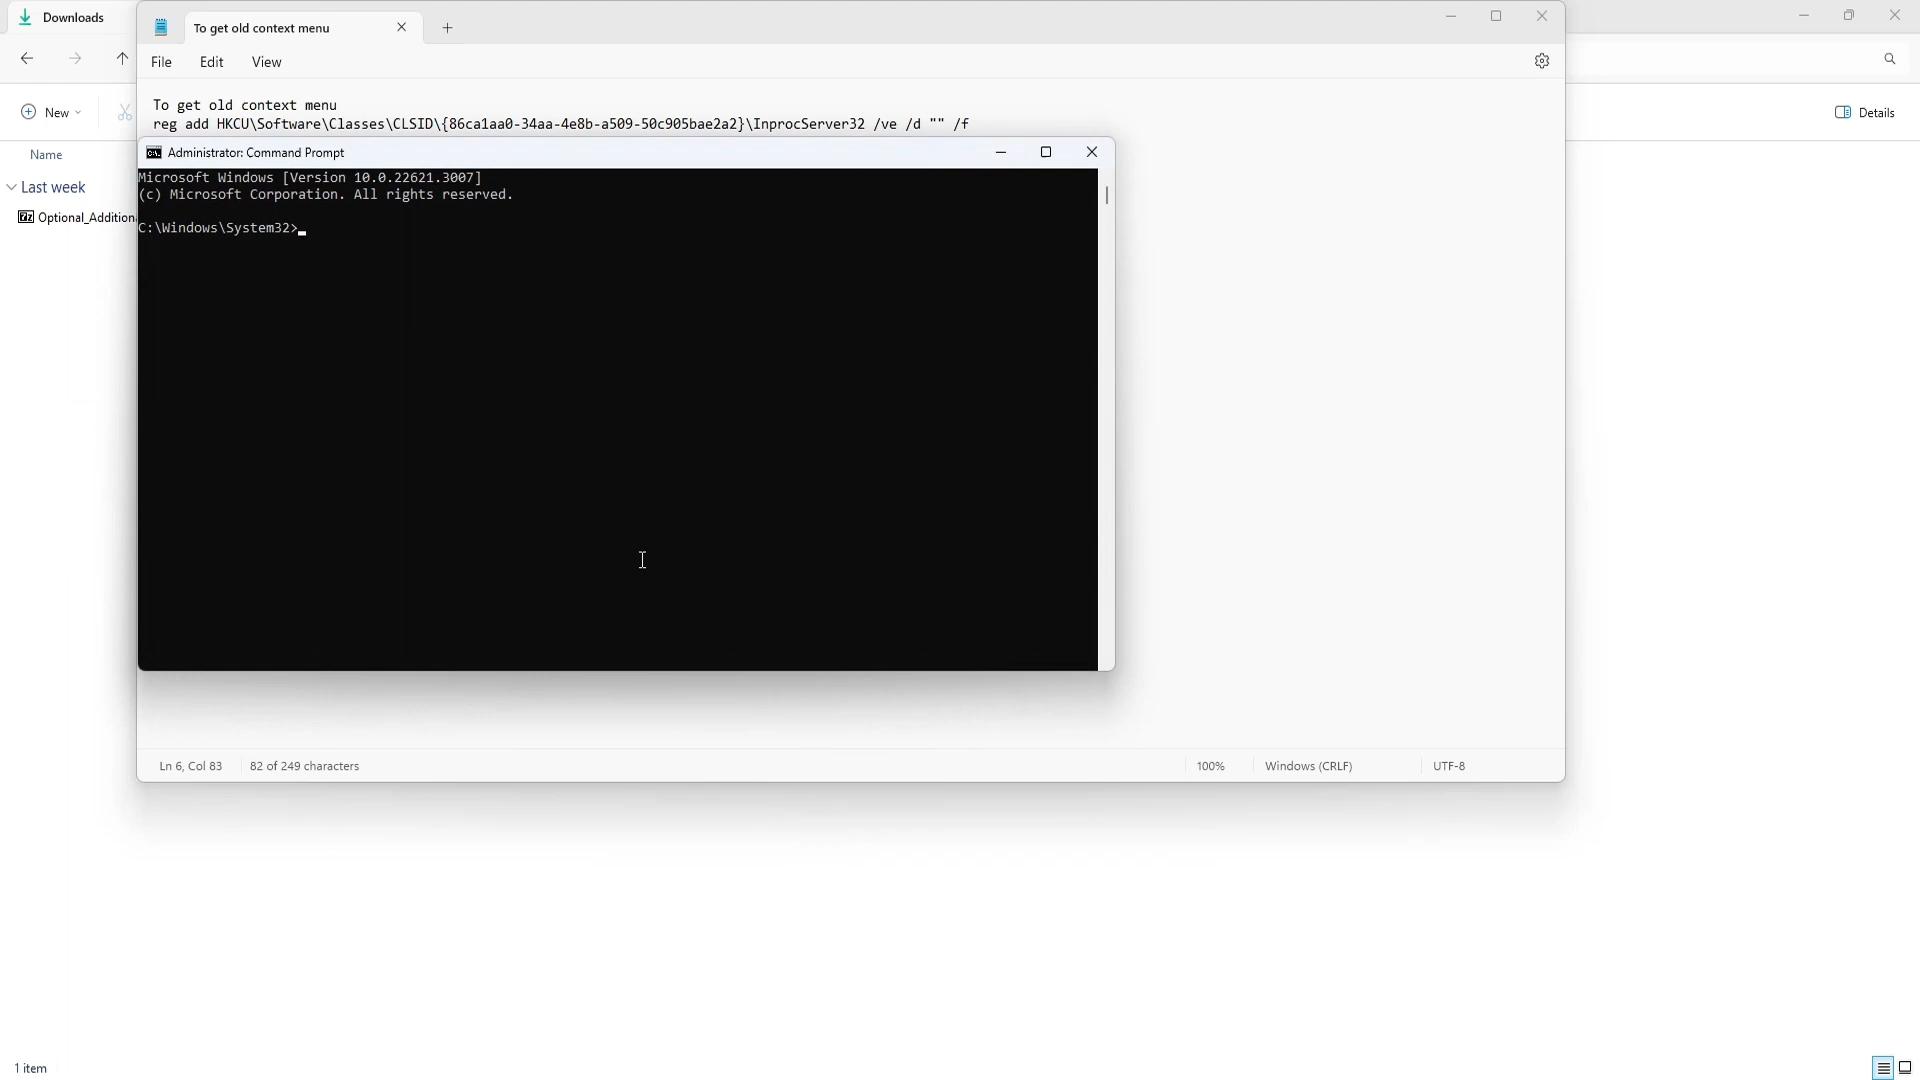 Downloads
To get old context menu
File Edit View
To get old context menu
reg add HKCU\Software\Classes\CLSID\{86ca1aa0-34aa-4e8b-a509-50c905bae2a2}\InprocServer32 /ve /d "" /f
New
Details
Name
Administrator: Command Prompt
Microsoft Windows [Version 10.0.22621.3007]
(c) Microsoft Corporation. All rights reserved.
Last week
Optional_Addition
C:\Windows\System32>
Ln 6, Col 83 82 of 249 characters 100% Windows (CRLF) UTF-8
1 item